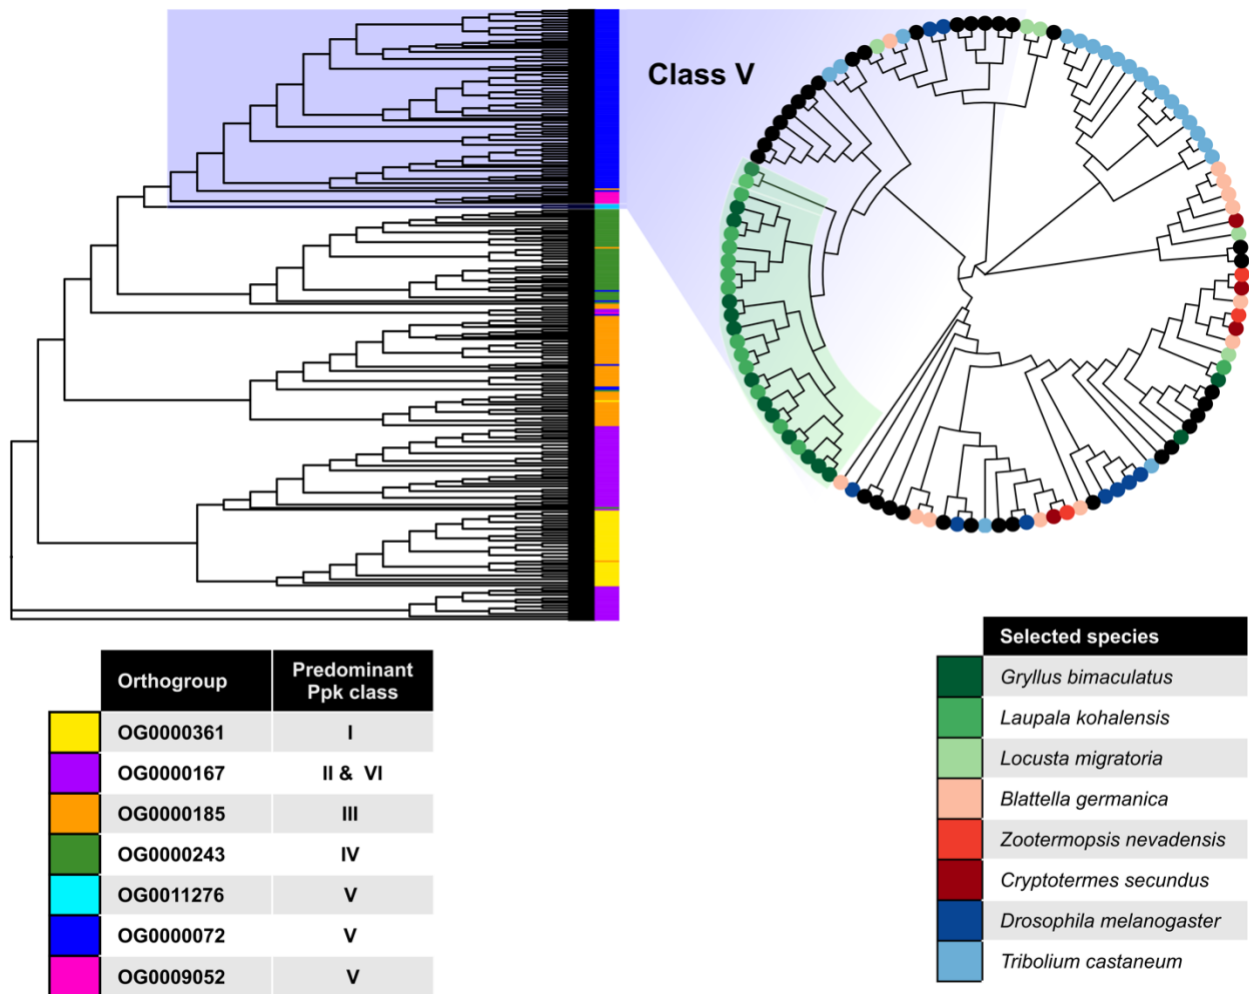 Class V
Orthogroup
Predominant
Ppk class
OG0000361 I
OG0000167 II & VI
OG0000185 III
OG0000243 IV
OG0011276 V
OG0000072 V
OG0009052 V
Selected species
Gryllus bimaculatus
Laupala kohalensis
Locusta migratoria
Blattella germanica
Zootermopsis nevadensis
Cryptotermes secundus
Drosophila melanogaster
Tribolium castaneum